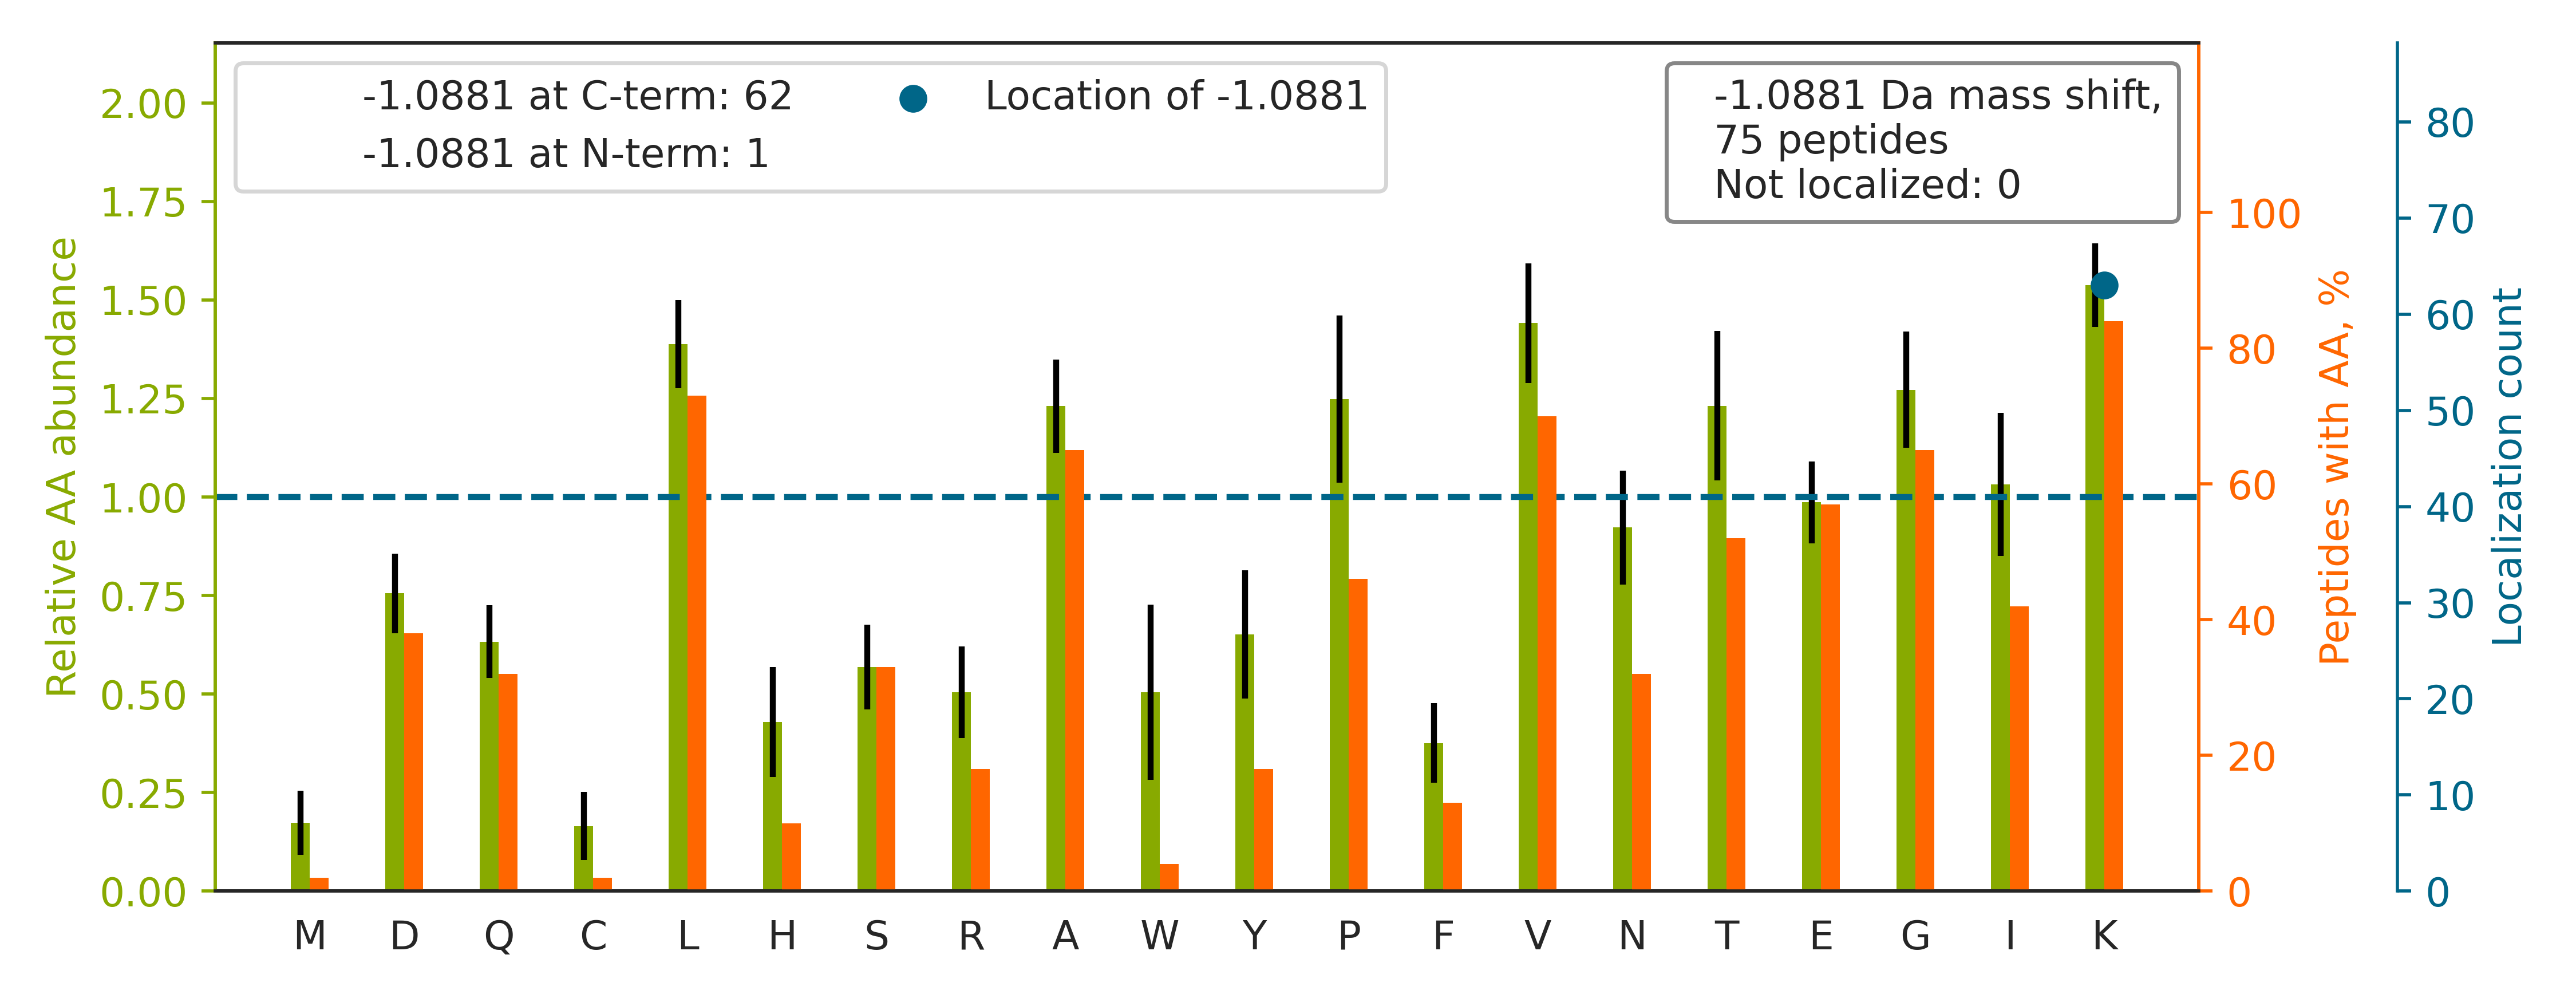 -1.0881 at C-term: 62
-1.0881 at N-term: 1
Location of -1.0881
-1.0881 Da mass shift,
75 peptides
Not localized: 0
Relative AA abundance
2.00
1.75
1.50
1.25
1.00
0.75
0.50
0.25
0.00
M D Q C L H S R A W Y P F V N T E G I K
100
80
60
40
20
0
Peptides with AA, %
80
70
60
50
40
30
20
10
0
Localization count